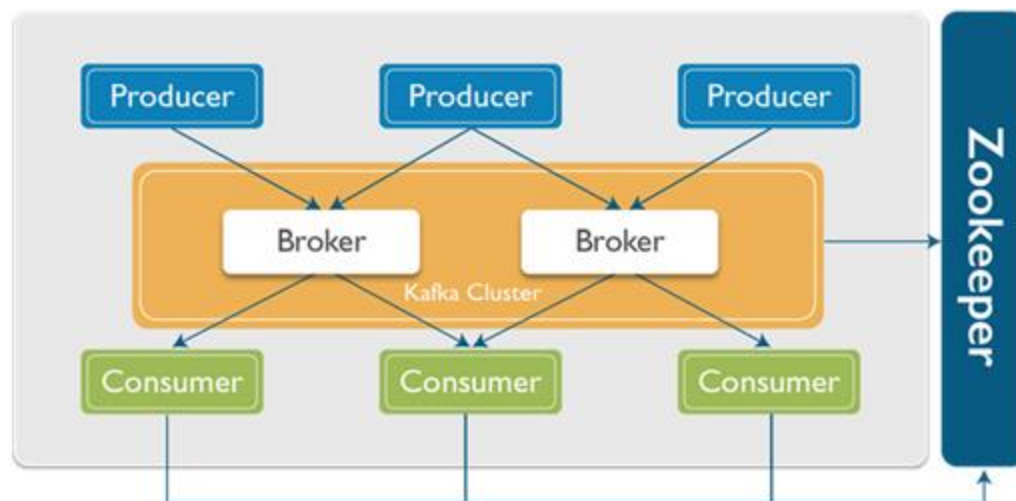 Producer
Producer
Producer
Broker
Broker
Kafka Cluster
Consumer
Consumer
Consumer
Zookeeper